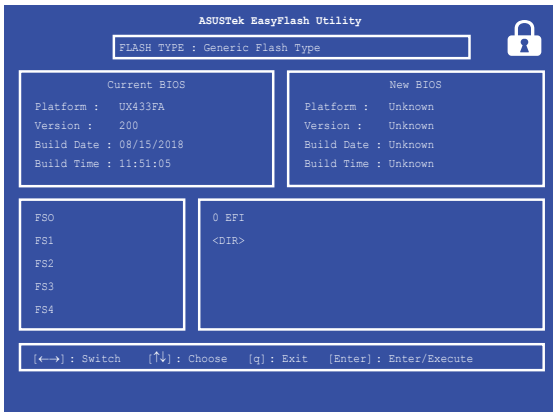 ASUSTek EasyFlash Utility
FLASH TYPE : Generic Flash Type
Current BIOS
Platform : UX433FA
Version : 200
Build Date : 08/15/2018
Build Time : 11:51:05
New BIOS
Platform : Unknown
Version : Unknown
Build Date : Unknown
Build Time : Unknown
FSO
FS1
FS2
FS3
FS4
0 EFI
<DIR>
[←→] : Switch [↑↓] : Choose [q] : Exit [Enter] : Enter/Execute